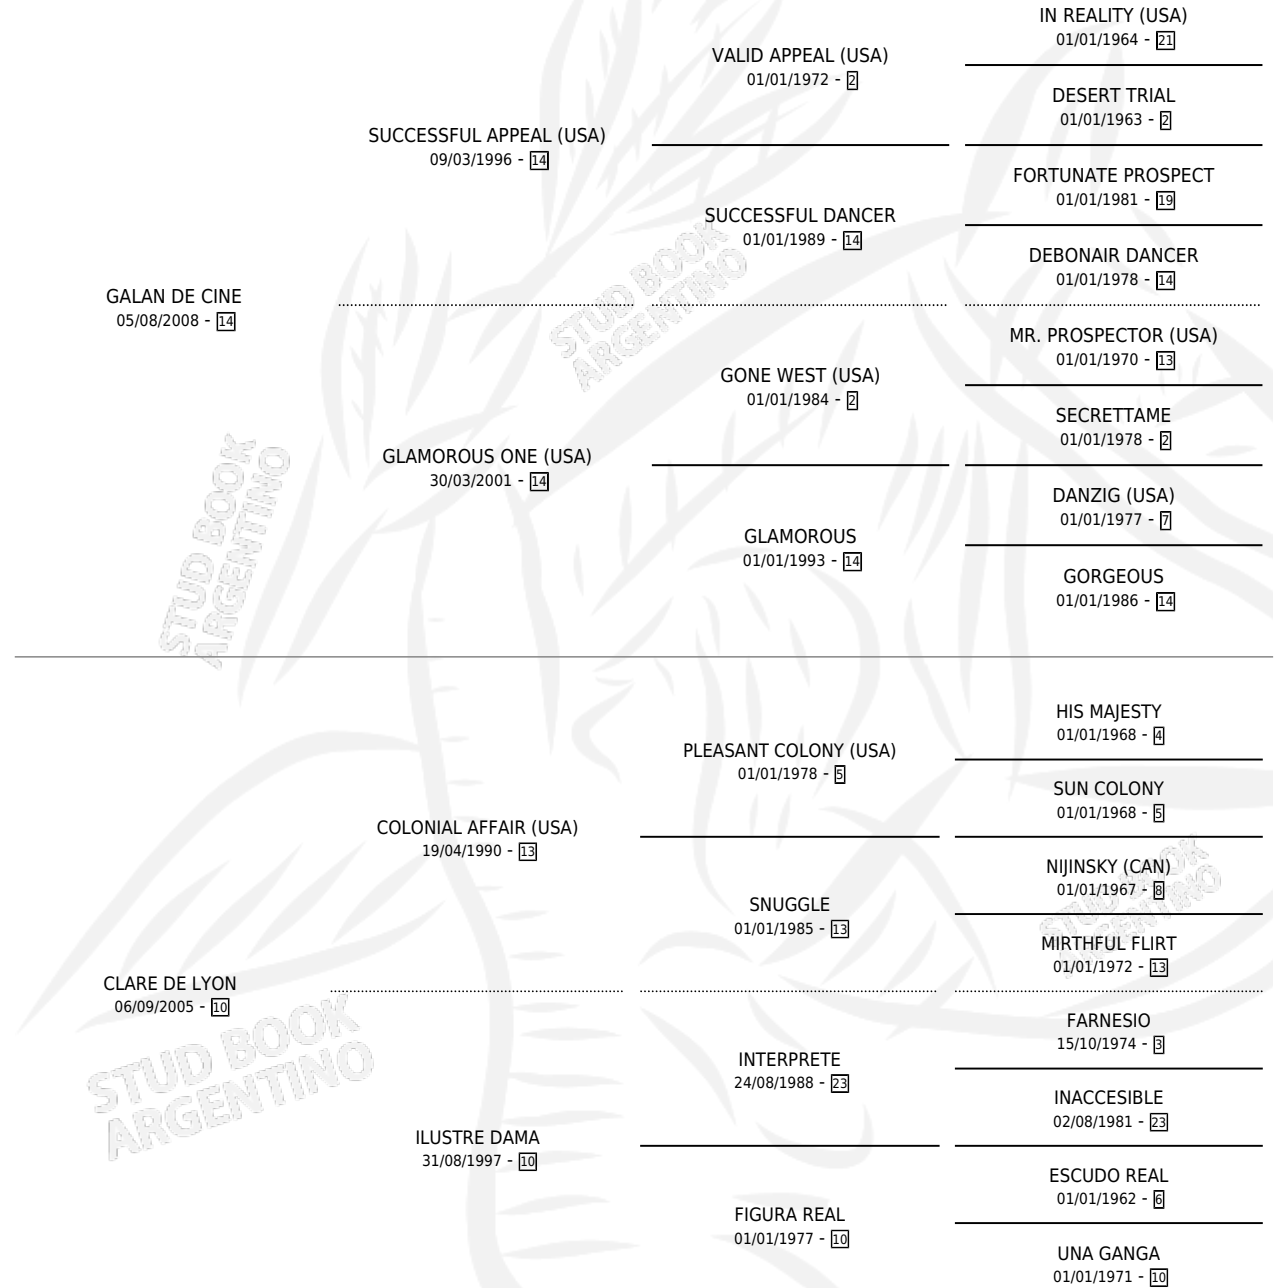 IN REALITY (USA)
01/01/1964 - 21
VALID APPEAL (USA)
01/01/1972 - 2
DESERT TRIAL
01/01/1963 - 2
SUCCESSFUL APPEAL (USA)
09/03/1996 - 14
FORTUNATE PROSPECT
01/01/1981 - 19
SUCCESSFUL DANCER
01/01/1989 - 14
DEBONAIR DANCER
01/01/1978 - 14
GALAN DE CINE
05/08/2008 - 14
STUD BOOK
ARGENTINO
MR. PROSPECTOR (USA)
01/01/1970 - 13
GONE WEST (USA)
01/01/1984 - 2
SECRETTAME
01/01/1978 - 2
GLAMOROUS ONE (USA)
30/03/2001 - 14
DANZIG (USA)
01/01/1977 - 7
GLAMOROUS
01/01/1993 - 14
GORGEOUS
01/01/1986 - 14
STUD BOOK
ARGENTINO
HIS MAJESTY
01/01/1968 - 4
PLEASANT COLONY (USA)
01/01/1978 - 5
SUN COLONY
01/01/1968 - 5
COLONIAL AFFAIR (USA)
19/04/1990 - 13
NIJINSKY (CAN)
01/01/1967 - 8
SNUGGLE
01/01/1985 - 13
STUD BOOK
ARGENTINO
MIRTHFUL FLIRT
01/01/1972 - 13
CLARE DE LYON
06/09/2005 - 10
FARNESIO
15/10/1974 - 3
INTERPRETE
24/08/1988 - 23
STUD BOOK
ARGENTINO
INACCESIBLE
02/08/1981 - 23
ILUSTRE DAMA
31/08/1997 - 10
ESCUDO REAL
01/01/1962 - 6
FIGURA REAL
01/01/1977 - 10
UNA GANGA
01/01/1971 - 10